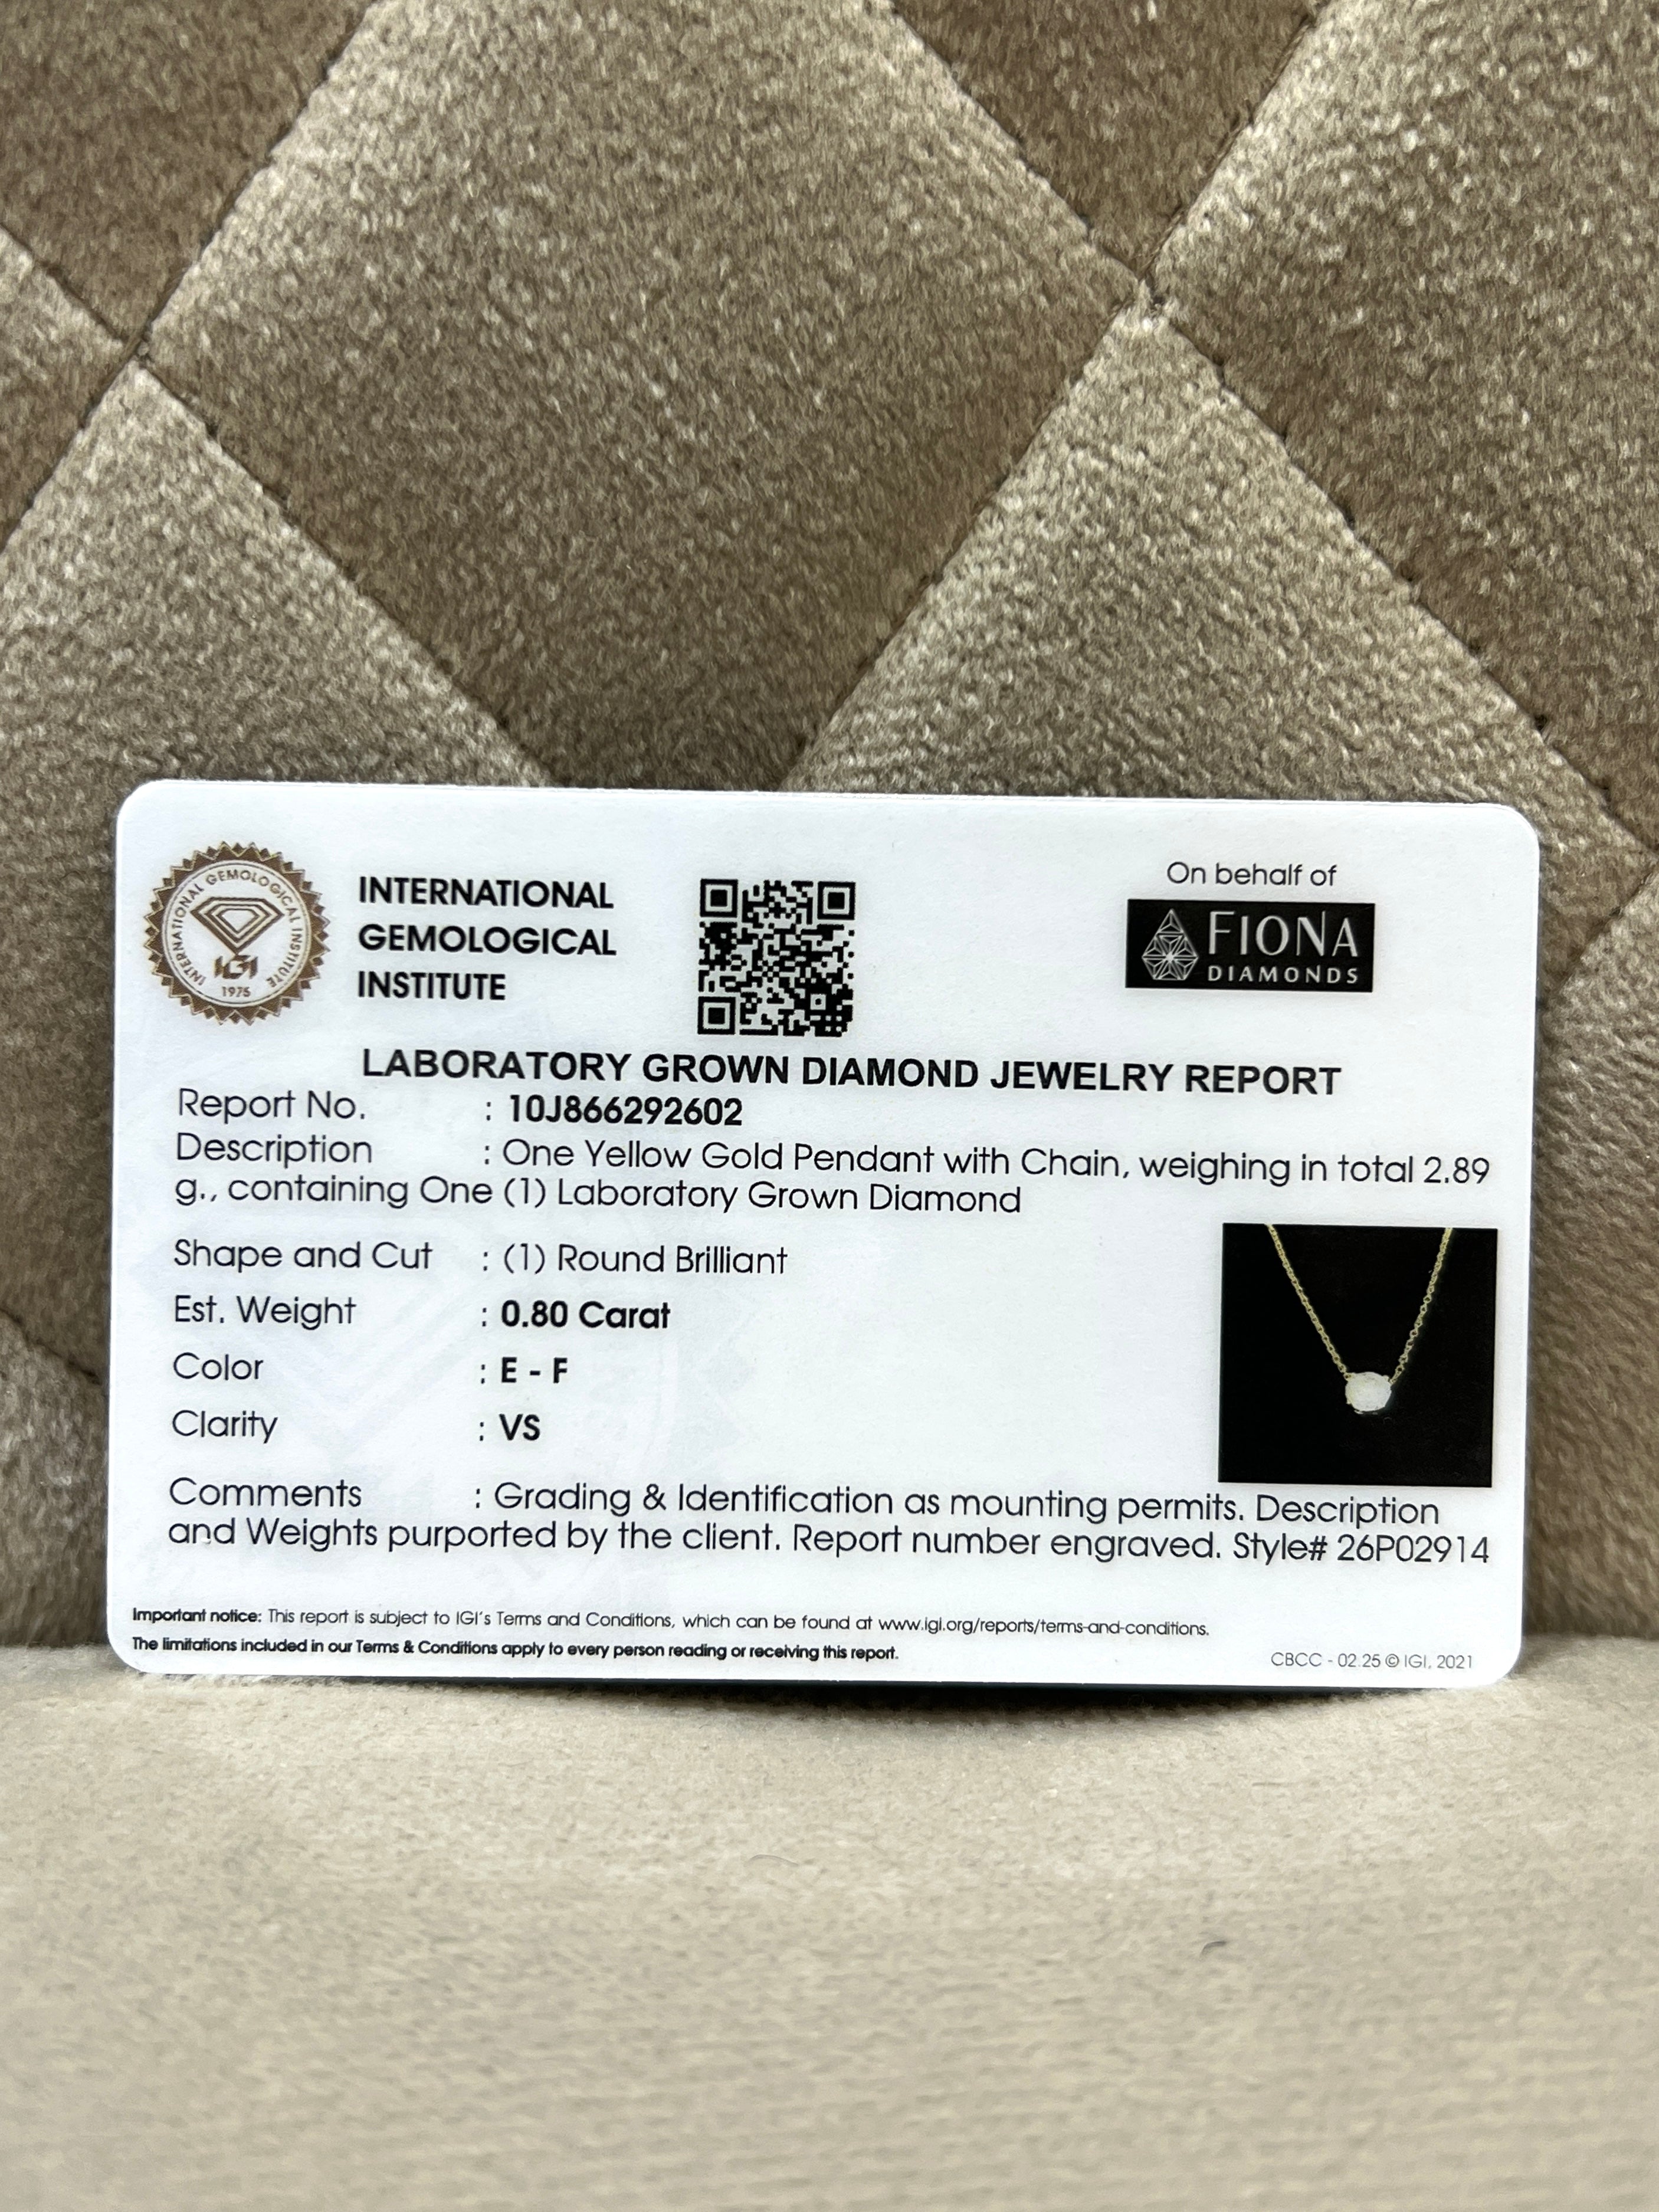 INTERNATIONAL GEMOLOGICAL INSTITUTE
IGI
1975
INTERNATIONAL
GEMOLOGICAL
INSTITUTE
On behalf of
FIONA
DIAMONDS
LABORATORY GROWN DIAMOND JEWELRY REPORT
Report No. : 10J866292602
Description : One Yellow Gold Pendant with Chain, weighing in total 2.89
g., containing One (1) Laboratory Grown Diamond
Shape and Cut : (1) Round Brilliant
Est. Weight : 0.80 Carat
Color : E - F
Clarity : VS
Comments : Grading & Identification as mounting permits. Description
and Weights purported by the client. Report number engraved. Style# 26P02914
Important notice: This report is subject to IGI's Terms and Conditions, which can be found at www.igi.org/reports/terms-and-conditions.
The limitations included in our Terms & Conditions apply to every person reading or receiving this report.
CBCC - 02.25 © IGI, 2021